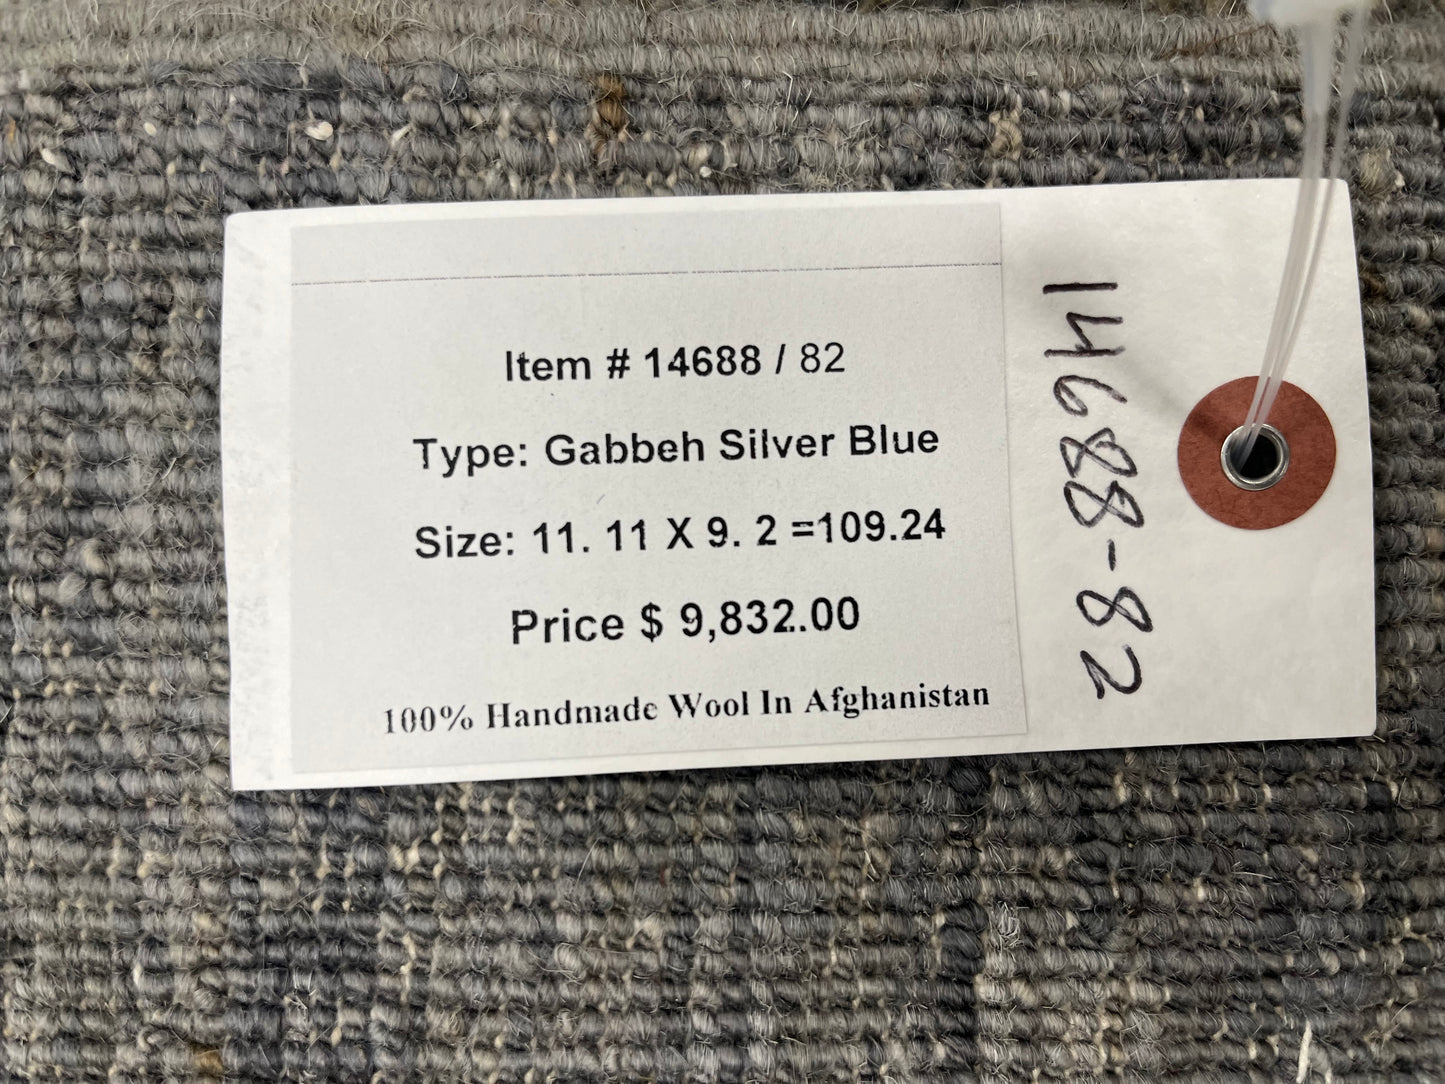 Item # 14688 / 82
Type: Gabbeh Silver Blue
Size: 11. 11 X 9. 2 =109.24
Price $ 9,832.00
100% Handmade Wool In Afghanistan
14688-82